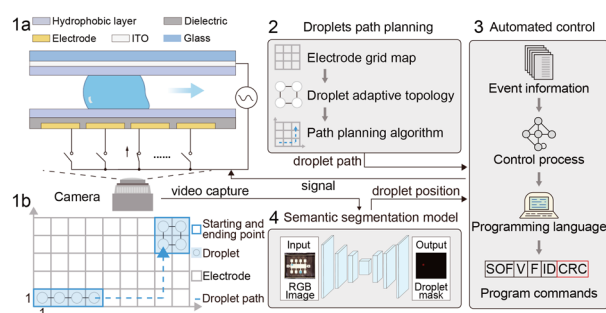 1a
Hydrophobic layer
Dielectric
Electrode
ITO
Glass
Camera
video capture
1b
1
1
Starting and
ending point
Droplet
Electrode
Droplet path
2
Droplets path planning
Electrode grid map
Droplet adaptive topology
Path planning algorithm
droplet path
signal
droplet position
4 Semantic segmentation model
Input
RGB
Image
Output
Droplet
mask
3 Automated control
Event information
Control process
Programming language
SOF V F ID CRC
Program commands